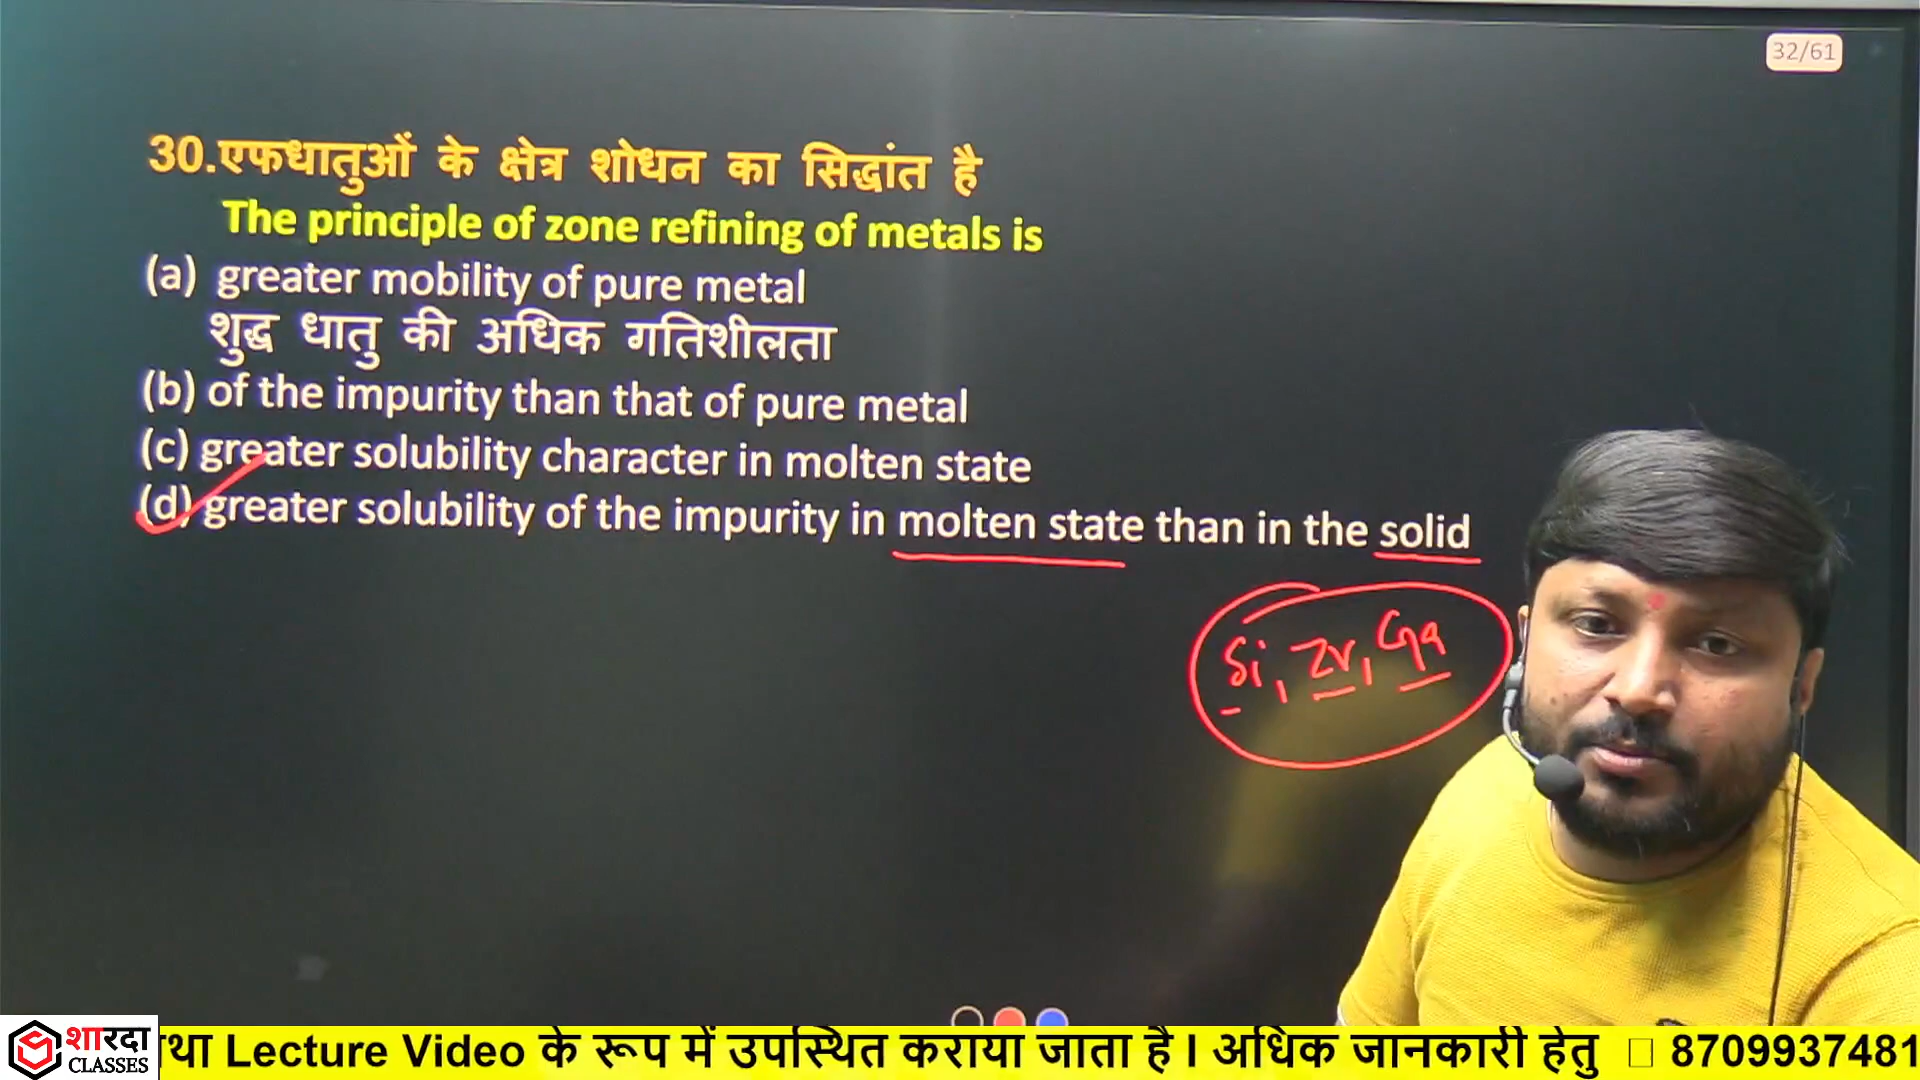 32/61
30.एफधातुओं के क्षेत्र शोधन का सिद्धांत है
The principle of zone refining of metals is
(a) greater mobility of pure metal
शुद्ध धातु की अधिक गतिशीलता
(b) of the impurity than that of pure metal
(c) greater solubility character in molten state
(d) greater solubility of the impurity in molten state than in the solid
Si, Zr, Ga
शारदा
CLASSES
था Lecture Video के रूप में उपस्थित कराया जाता है I अधिक जानकारी हेतु 8709937481